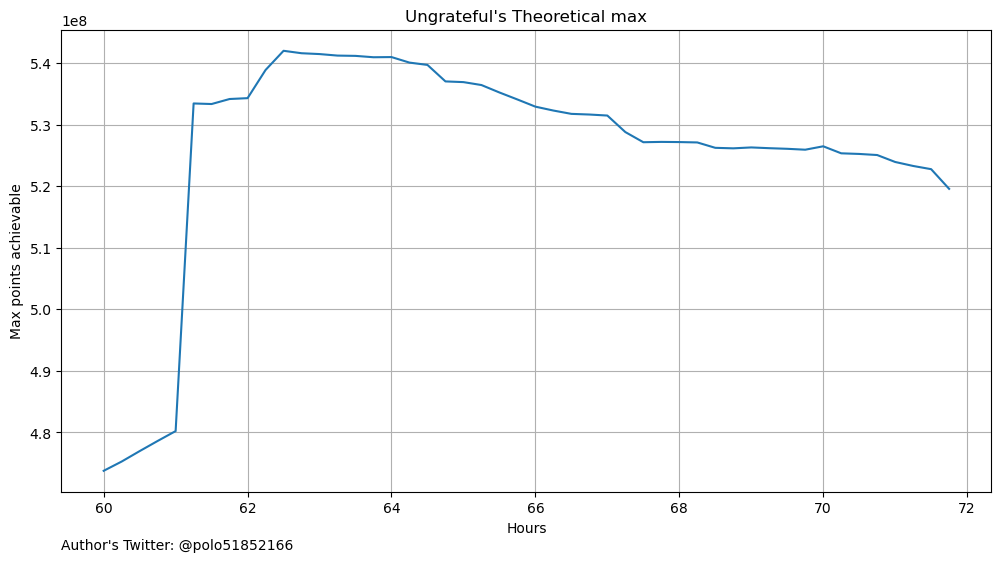 Ungrateful's Theoretical max
1e8
5.4
5.3
5.2
5.1
5.0
4.9
4.8
Max points achievable
60 62 64 66 68 70 72
Hours
Author's Twitter: @polo51852166